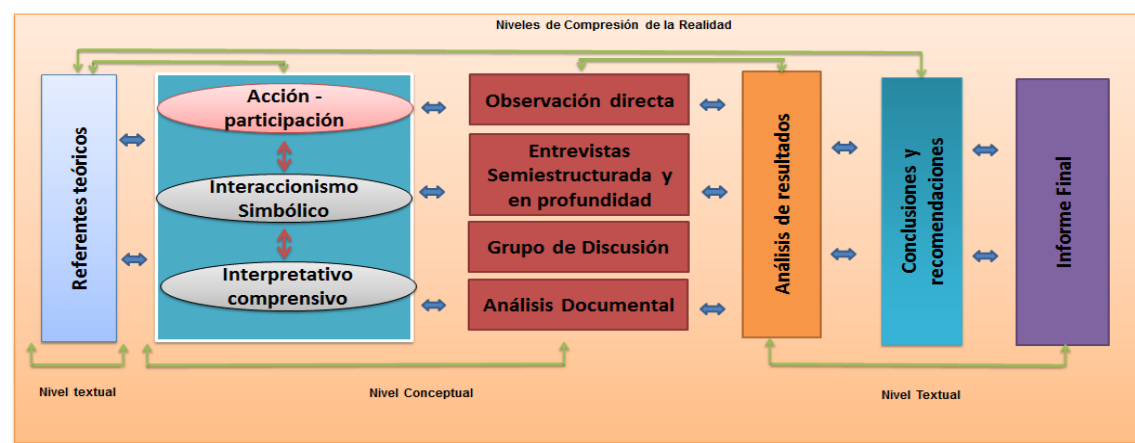 Niveles de Compresión de la Realidad
Referentes teóricos
Acción -
participación
Interaccionismo
Simbólico
Interpretativo
comprensivo
Observación directa
Entrevistas
Semiestructurada y
en profundidad
Grupo de Discusión
Análisis Documental
Análisis de resultados
Conclusiones y
recomendaciones
Informe Final
Nivel textual
Nivel Conceptual
Nivel Textual